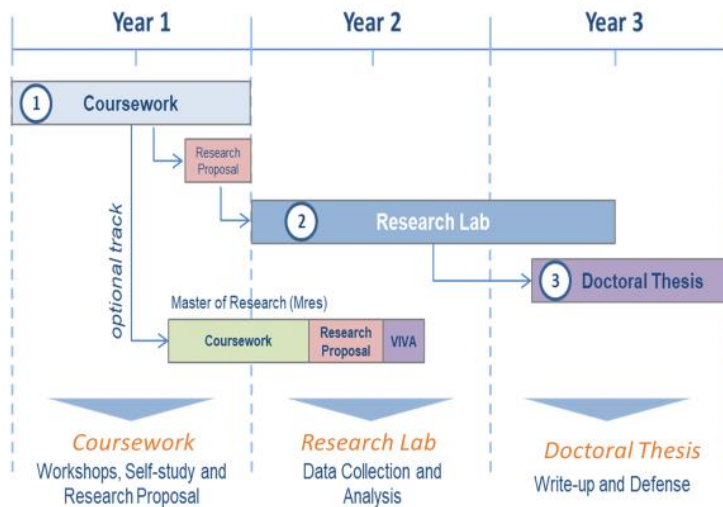 Year 1
Year 2
Year 3
1
Coursework
Research
Proposal
2
Research Lab
3
Doctoral Thesis
optional track
Master of Research (Mres)
Coursework
Research
Proposal
VIVA
Coursework
Workshops, Self-study and
Research Proposal
Research Lab
Data Collection and
Analysis
Doctoral Thesis
Write-up and Defense